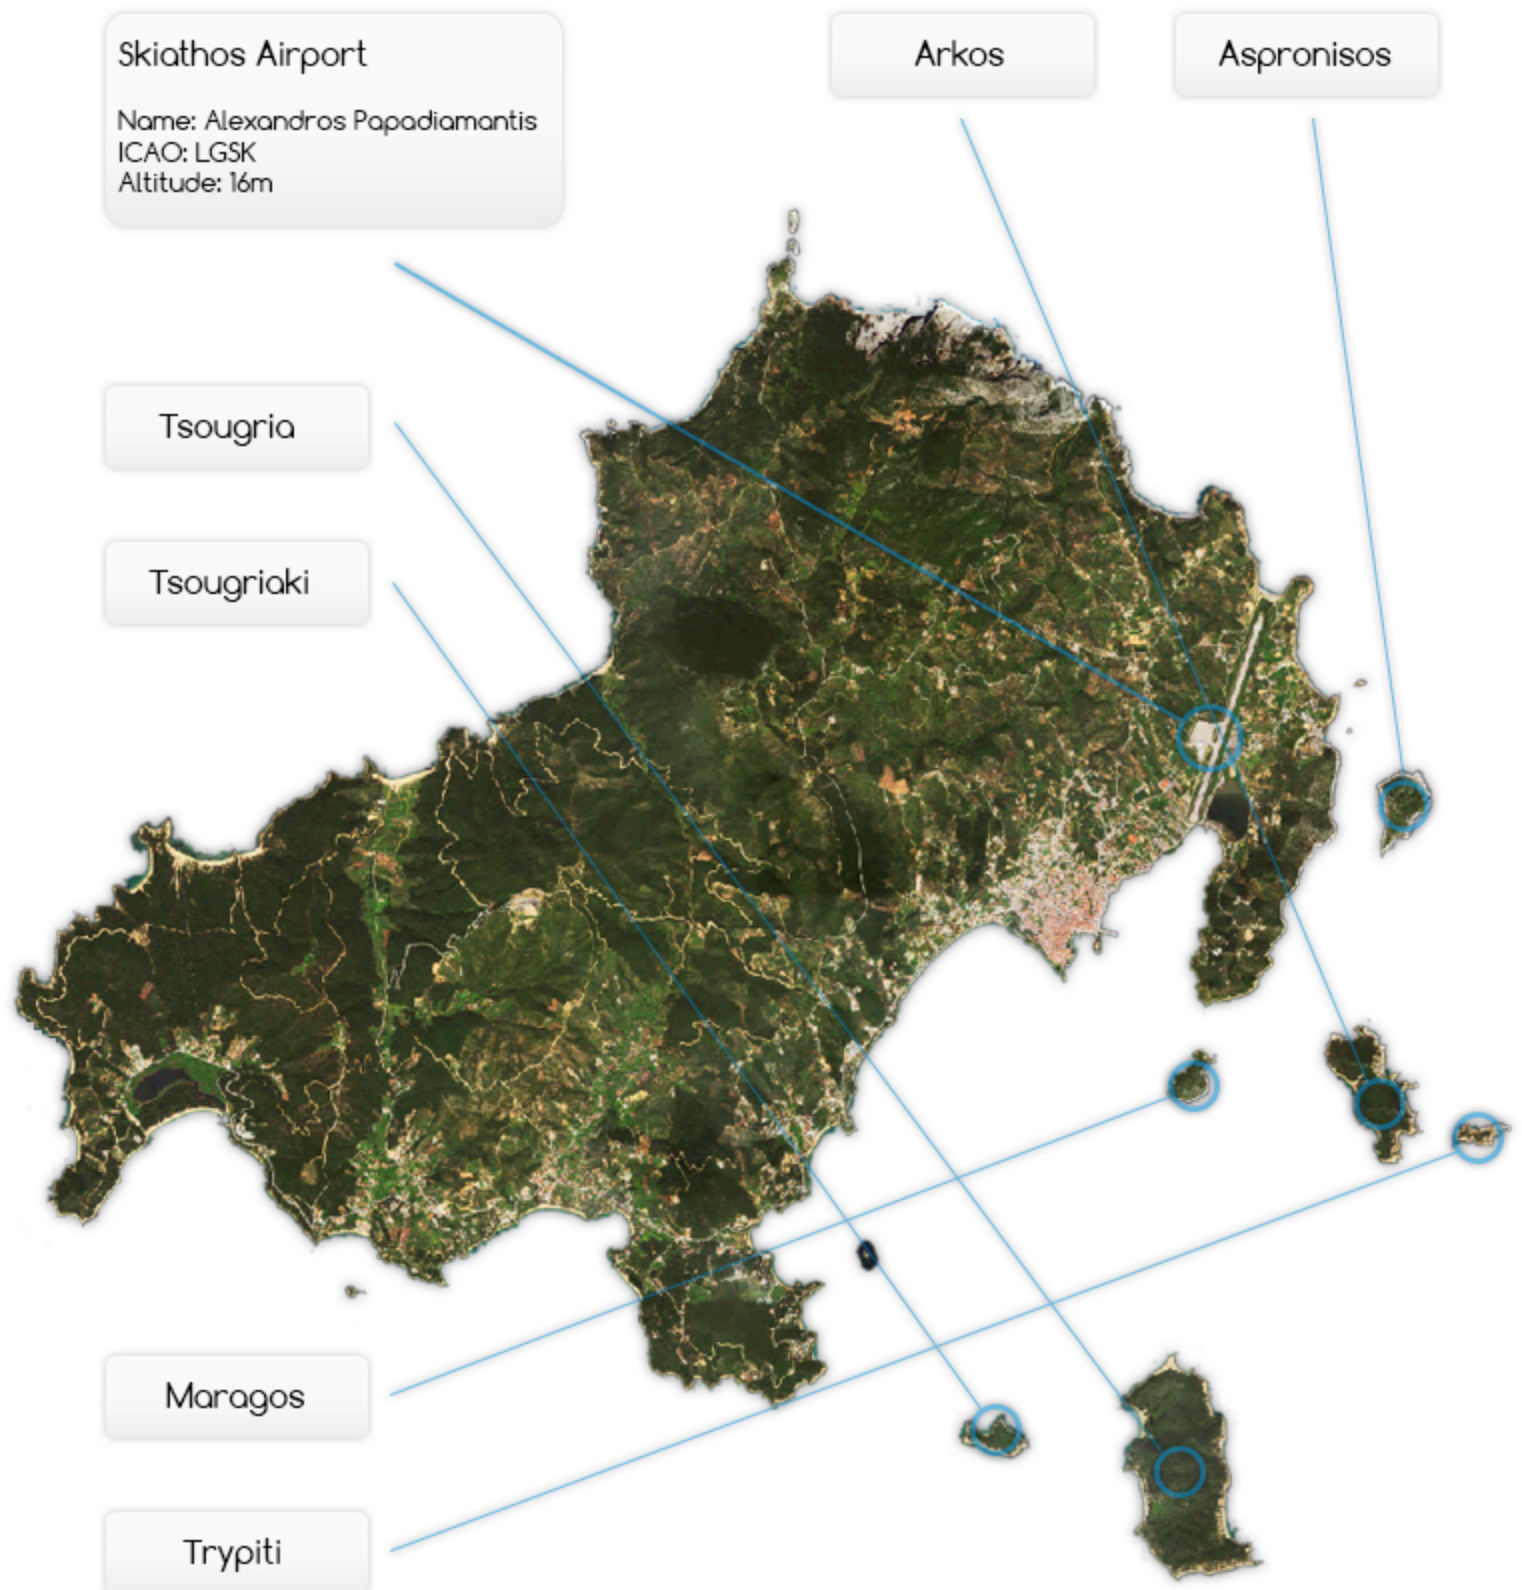 Skiathos Airport
Name: Alexandros Papadiamantis
ICAO: LGSK
Altitude: 16m
Arkos
Aspronisos
Tsougria
Tsougriaki
Maragos
Trypiti